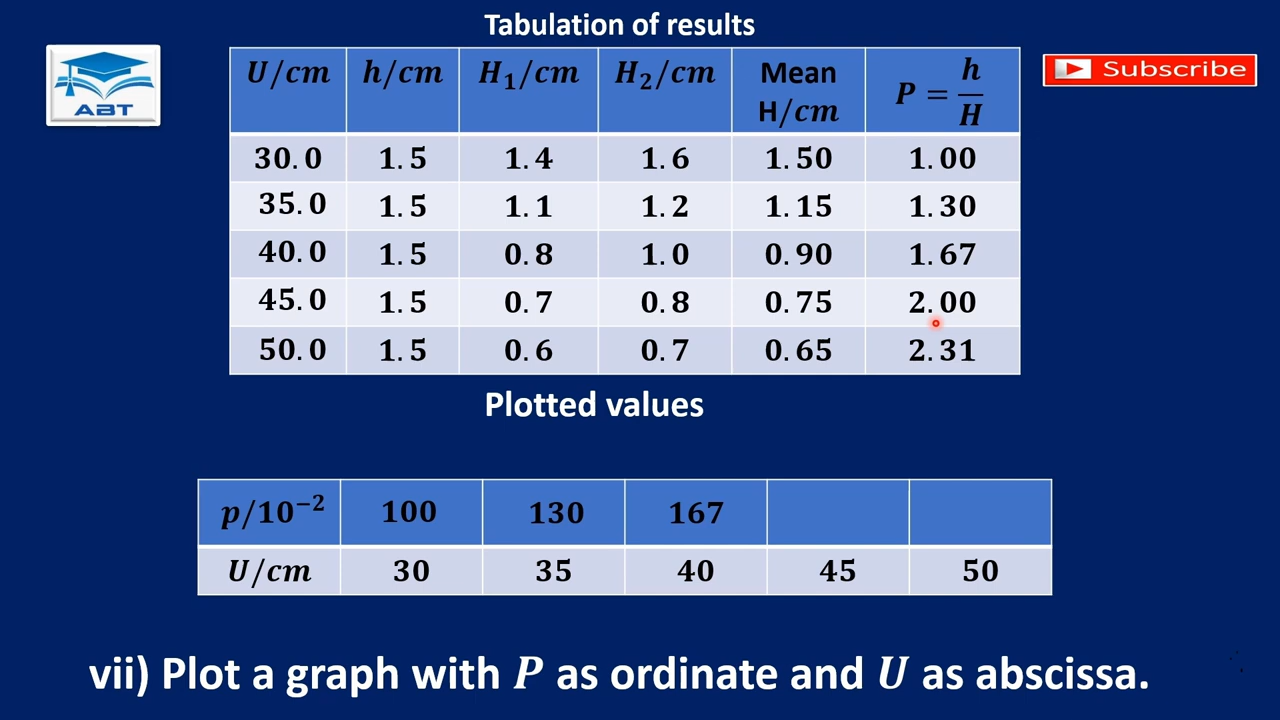 Tabulation of results
ABT
Subscribe
U/cm h/cm H₁/cm H₂/cm Mean H/cm P = h/H
30.0 1.5 1.4 1.6 1.50 1.00
35.0 1.5 1.1 1.2 1.15 1.30
40.0 1.5 0.8 1.0 0.90 1.67
45.0 1.5 0.7 0.8 0.75 2.00
50.0 1.5 0.6 0.7 0.65 2.31
Plotted values
p/10⁻² 100 130 167
U/cm 30 35 40 45 50
vii) Plot a graph with P as ordinate and U as abscissa.